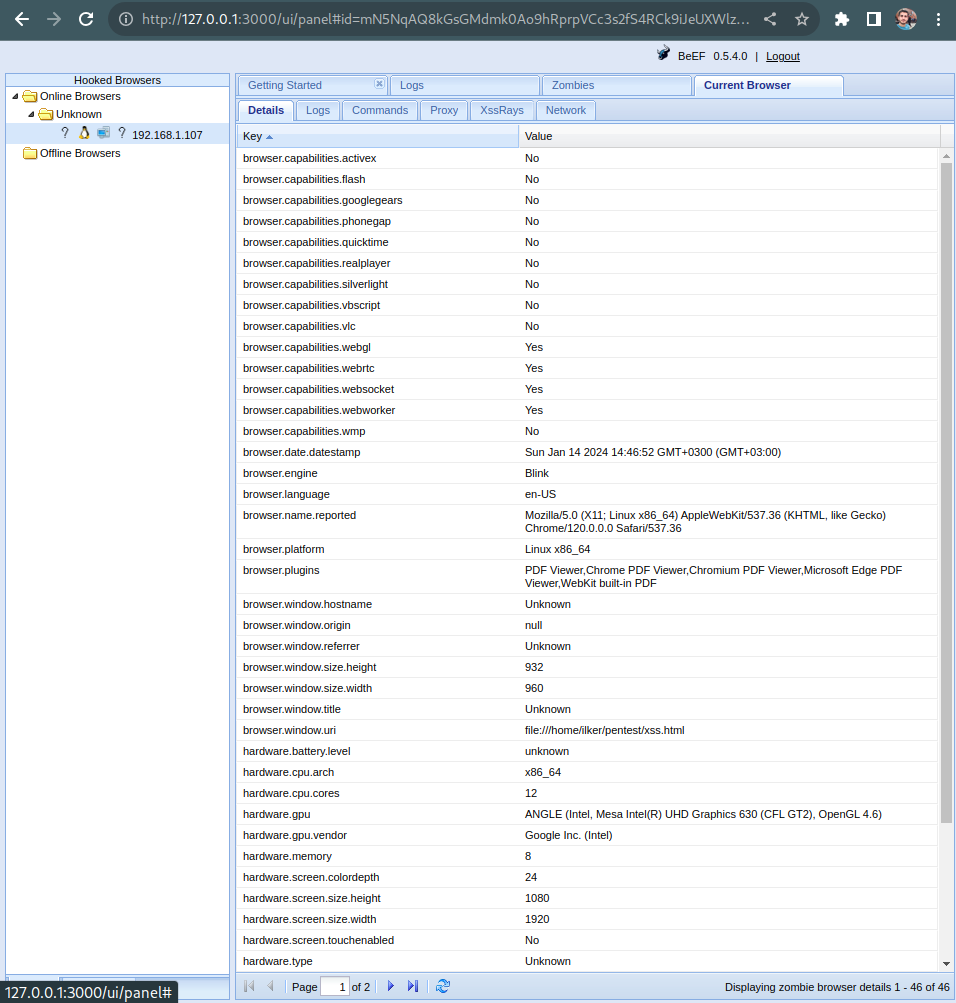 http://127.0.0.1:3000/ui/panel#id=mN5NqAQ8kGsGMdmk0Ao9hRprpVCc3s2fS4RCk9iJeUXWlz...
BeEF 0.5.4.0 | Logout
Hooked Browsers
Online Browsers
Unknown
? ? 192.168.1.107
Offline Browsers
Getting Started Logs Zombies Current Browser
Details Logs Commands Proxy XssRays Network
Key Value
browser.capabilities.activex No
browser.capabilities.flash No
browser.capabilities.googlegears No
browser.capabilities.phonegap No
browser.capabilities.quicktime No
browser.capabilities.realplayer No
browser.capabilities.silverlight No
browser.capabilities.vbscript No
browser.capabilities.vlc No
browser.capabilities.webgl Yes
browser.capabilities.webrtc Yes
browser.capabilities.websocket Yes
browser.capabilities.webworker Yes
browser.capabilities.wmp No
browser.date.datestamp Sun Jan 14 2024 14:46:52 GMT+0300 (GMT+03:00)
browser.engine Blink
browser.language en-US
browser.name.reported Mozilla/5.0 (X11; Linux x86_64) AppleWebKit/537.36 (KHTML, like Gecko)
Chrome/120.0.0.0 Safari/537.36
browser.platform Linux x86_64
browser.plugins PDF Viewer,Chrome PDF Viewer,Chromium PDF Viewer,Microsoft Edge PDF
Viewer,WebKit built-in PDF
browser.window.hostname Unknown
browser.window.origin null
browser.window.referrer Unknown
browser.window.size.height 932
browser.window.size.width 960
browser.window.title Unknown
browser.window.uri file:///home/ilker/pentest/xss.html
hardware.battery.level unknown
hardware.cpu.arch x86_64
hardware.cpu.cores 12
hardware.gpu ANGLE (Intel, Mesa Intel(R) UHD Graphics 630 (CFL GT2), OpenGL 4.6)
hardware.gpu.vendor Google Inc. (Intel)
hardware.memory 8
hardware.screen.colordepth 24
hardware.screen.size.height 1080
hardware.screen.size.width 1920
hardware.screen.touchenabled No
hardware.type Unknown
Page 1 of 2 Displaying zombie browser details 1 - 46 of 46
127.0.0.1:3000/ui/panel#